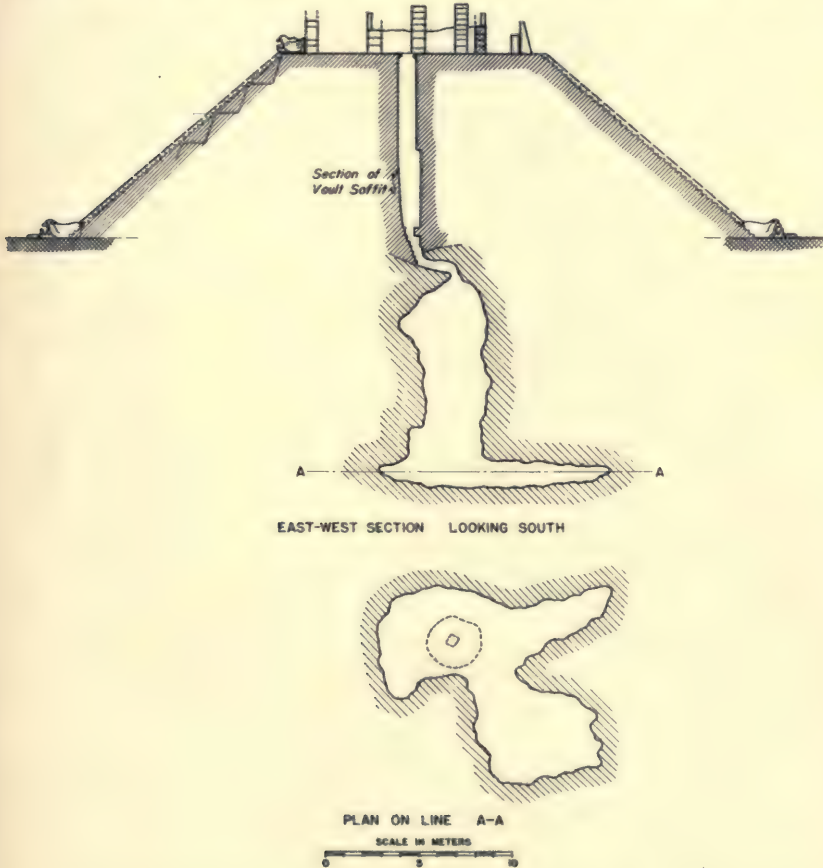 Section of
Vault Soffit
A A
EAST-WEST SECTION LOOKING SOUTH
PLAN ON LINE A-A
SCALE IN METERS
0 5 10